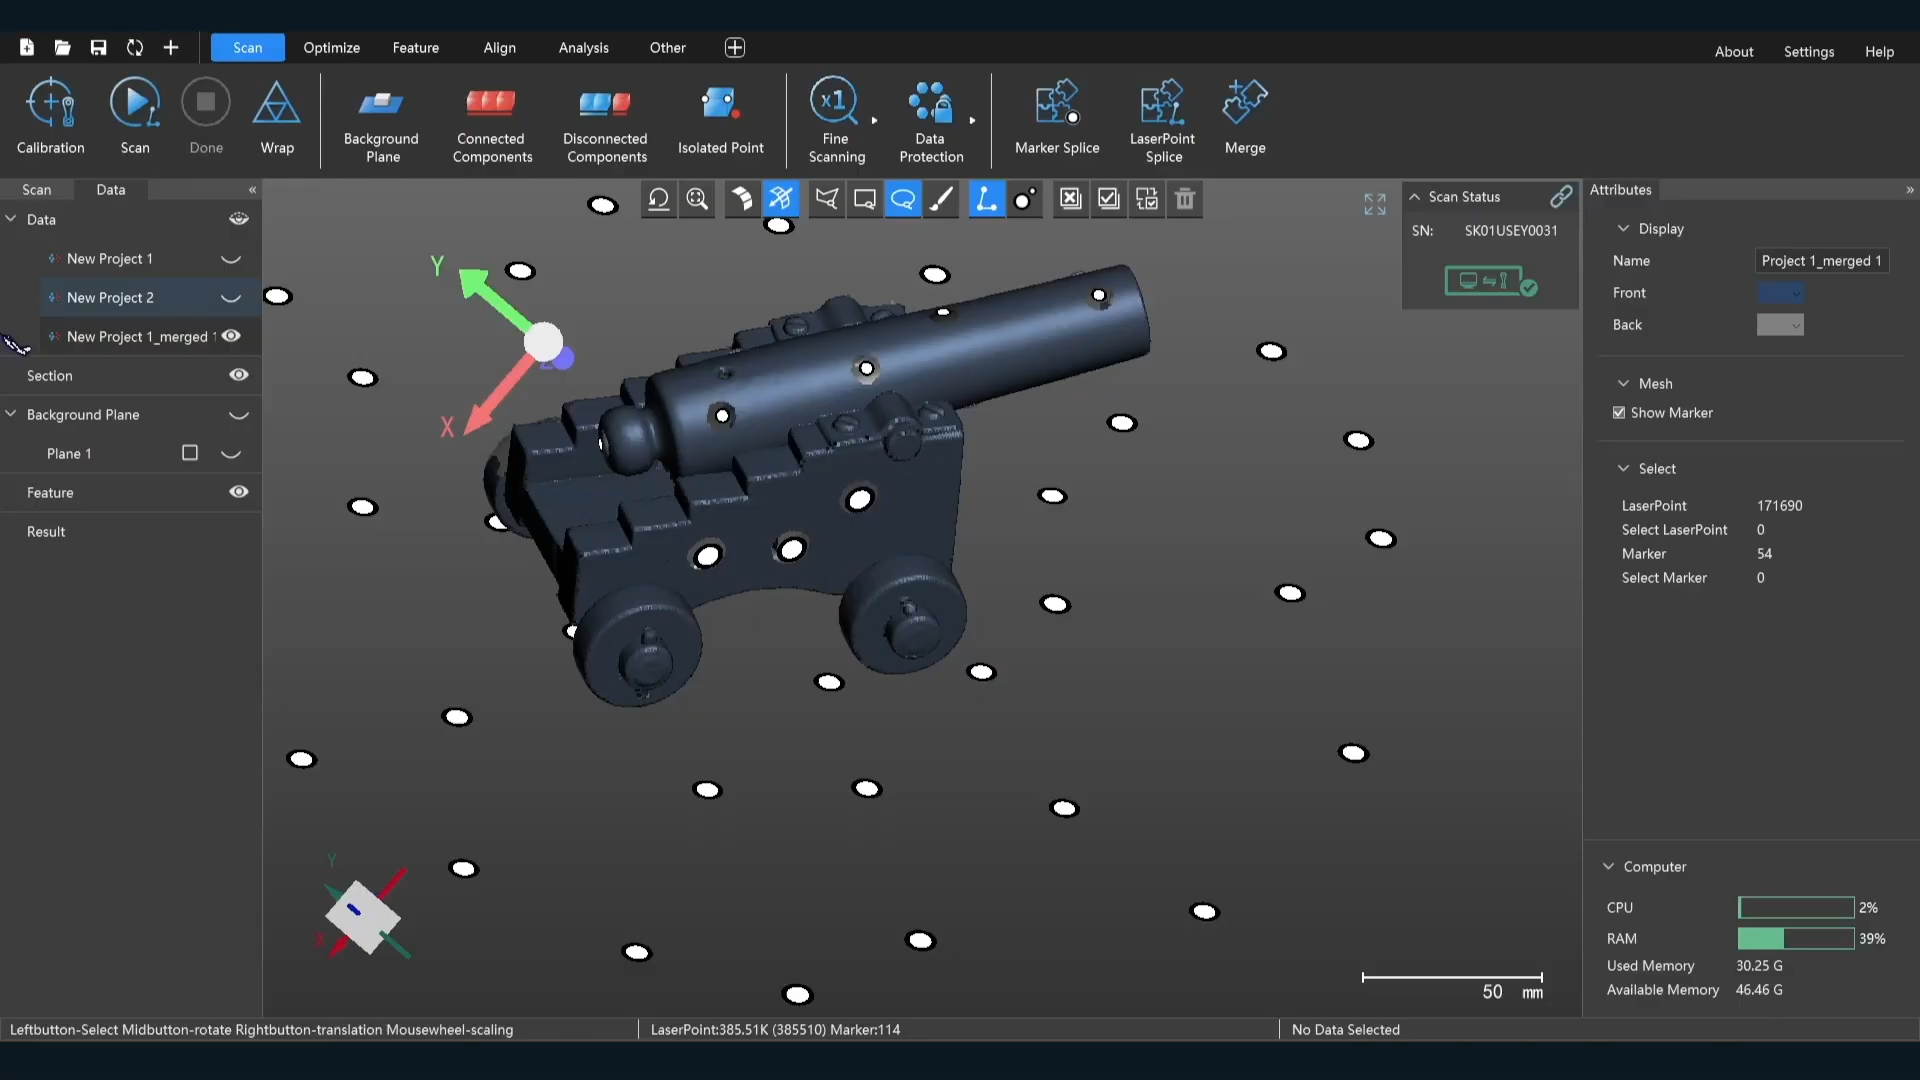 Scan
Optimize
Feature
Align
Analysis
Other
About
Settings
Help
Calibration
Scan
Done
Wrap
Background
Plane
Connected
Components
Disconnected
Components
Isolated Point
x1
Fine
Scanning
Data
Protection
Marker Splice
LaserPoint
Splice
Merge
Scan
Data
Data
New Project 1
New Project 2
New Project 1_merged 1
Section
Background Plane
Plane 1
Feature
Result
Y
X
Z
Scan Status
SN: SK01USEY0031
Attributes
Display
Name Project 1_merged 1
Front
Back
Mesh
Show Marker
Select
LaserPoint 171690
Select LaserPoint 0
Marker 54
Select Marker 0
Y
X
50 mm
Computer
CPU 2%
RAM 39%
Used Memory 30.25 G
Available Memory 46.46 G
Leftbutton-Select Midbutton-rotate Rightbutton-translation Mousewheel-scaling
LaserPoint:385.51K (385510) Marker:114
No Data Selected